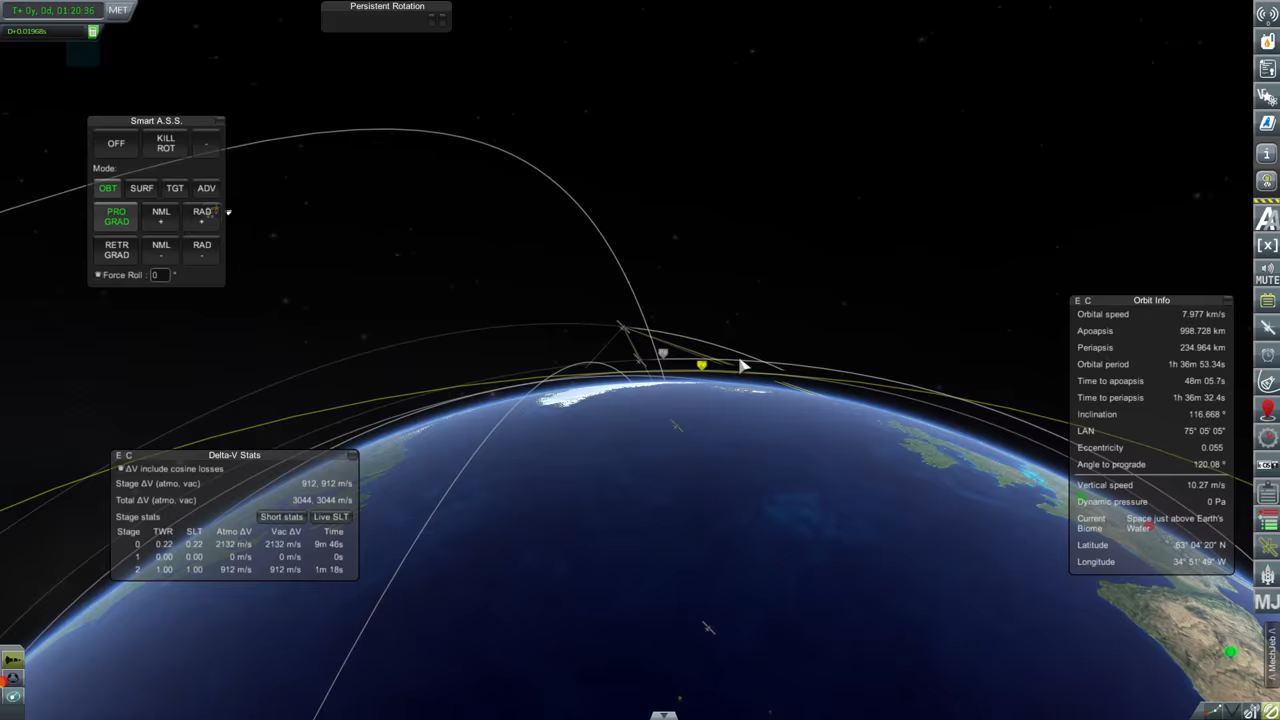 T+ 0y, 0d, 01:20:36 MET
D+0.01968s
Persistent Rotation
Smart A.S.S.
OFF KILL ROT -
Mode:
OBT SURF TGT ADV
PRO GRAD NML + RAD +
RETR GRAD NML - RAD -
Force Roll : 0 °
E C Delta-V Stats
ΔV include cosine losses
Stage ΔV (atmo, vac) 912, 912 m/s
Total ΔV (atmo, vac) 3044, 3044 m/s
Stage stats Short stats Live SLT
Stage TWR SLT Atmo ΔV Vac ΔV Time
0 0.22 0.22 2132 m/s 2132 m/s 9m 46s
1 0.00 0.00 0 m/s 0 m/s 0s
2 1.00 1.00 912 m/s 912 m/s 1m 18s
E C Orbit Info
Orbital speed 7.977 km/s
Apoapsis 998.728 km
Periapsis 234.964 km
Orbital period 1h 36m 53.34s
Time to apoapsis 48m 05.7s
Time to periapsis 1h 36m 32.4s
Inclination 116.668 °
LAN 75° 05' 05"
Eccentricity 0.055
Angle to prograde 120.08 °
Vertical speed 10.27 m/s
Dynamic pressure 0 Pa
Current Biome Space just above Earth's Water
Latitude 63° 04' 20" N
Longitude 34° 51' 49" W
[x]
MUTE
MJ
< MechJeb <